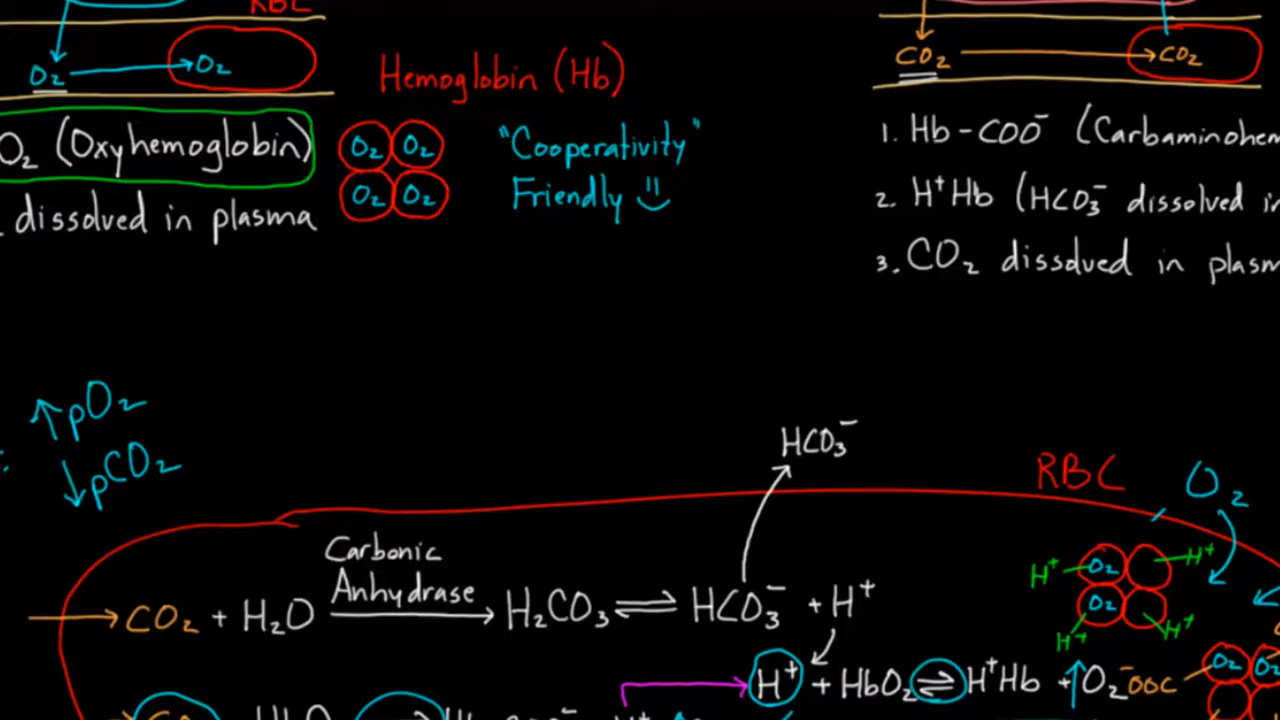 RBC
O₂ → O₂
Hemoglobin (Hb)
O₂ (Oxyhemoglobin)
dissolved in plasma
O₂ O₂
O₂ O₂
"Cooperativity"
Friendly
CO₂ → CO₂
1. Hb-COO⁻ (Carbaminohem
2. H⁺Hb (HCO₃⁻ dissolved in
3. CO₂ dissolved in plasm
↑pO₂
↓pCO₂
HCO₃⁻
RBC
O₂
Carbonic
Anhydrase
→ CO₂ + H₂O → H₂CO₃ ⇌ HCO₃⁻ + H⁺
H⁺ O₂ H⁺
O₂
H⁺ H⁺
H⁺ + HbO₂ ⇌ H⁺Hb + ↑O₂
⁻OOC
O₂ O₂